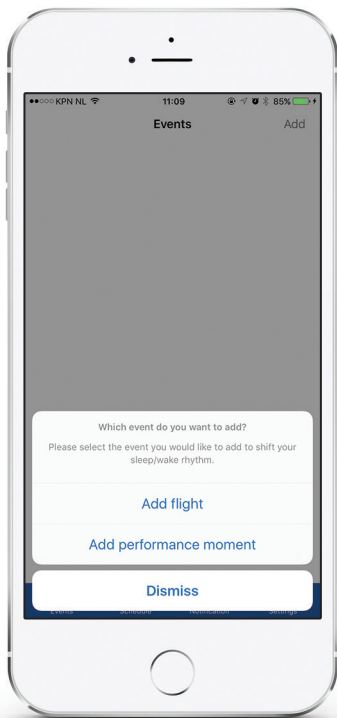 ●●○○○ KPN NL 11:09 85%
Events Add
Which event do you want to add?
Please select the event you would like to add to shift your
sleep/wake rhythm.
Add flight
Add performance moment
Dismiss
Events Schedule Notification Settings